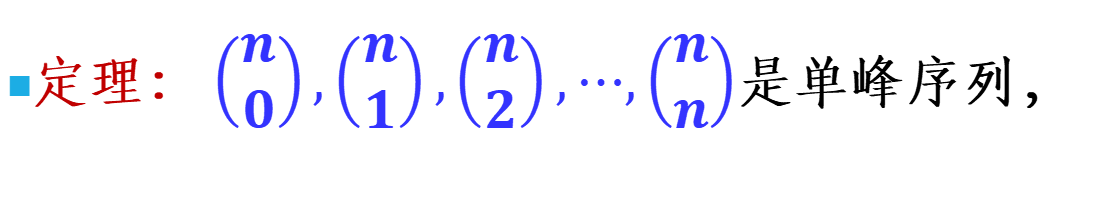 定理： $\binom{n}{0}, \binom{n}{1}, \binom{n}{2}, \cdots, \binom{n}{n}$ 是单峰序列，